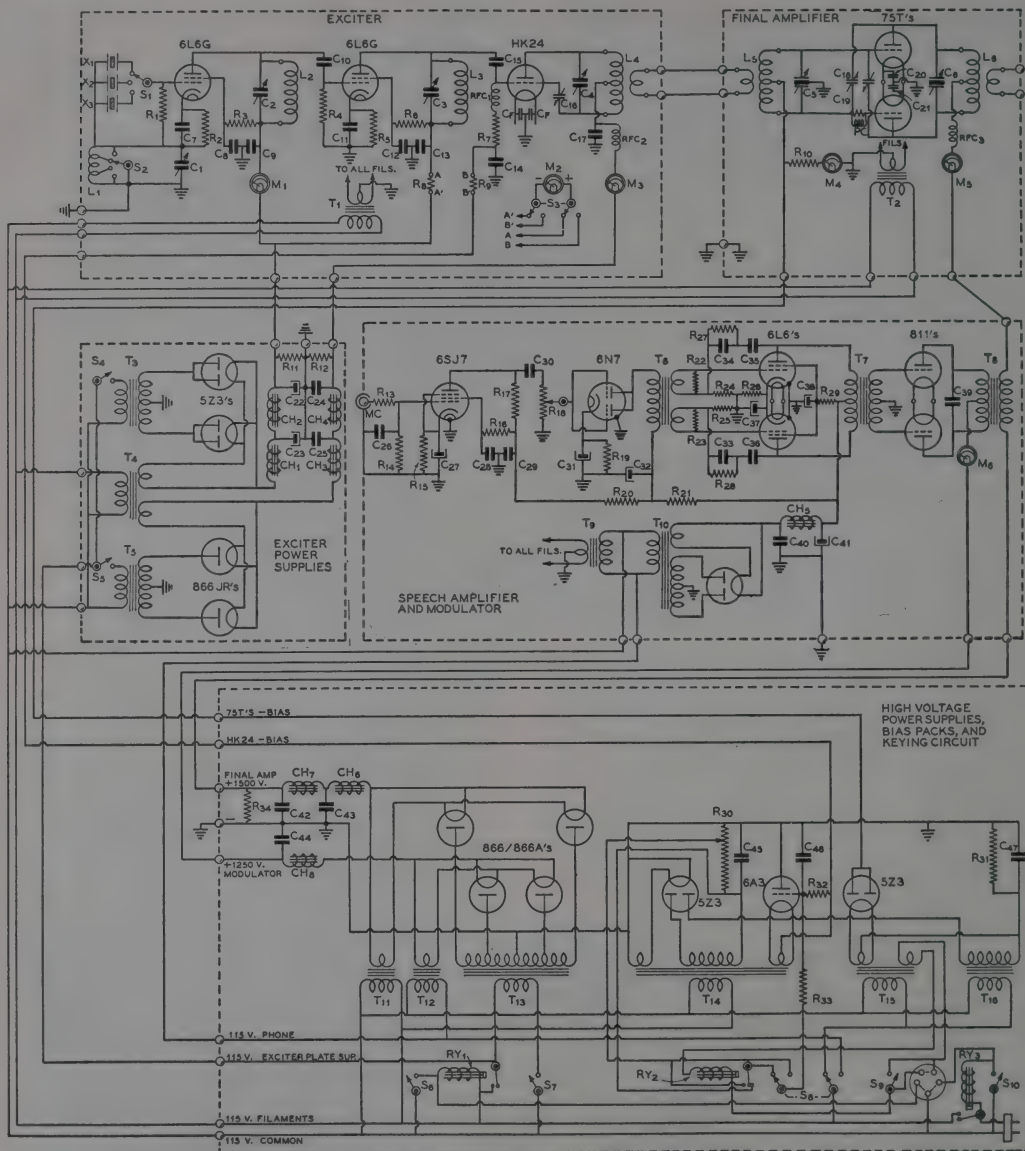 EXCITER
6L6G
6L6G
HK24
X1
X2
X3
S1
R1
C7
R2
C8
R3
C9
C2
L2
M1
C10
R4
C11
R5
R6
C12
C13
C3
L3
RFC1
C15
R7
C14
CF
CF
C16
C4
L4
C17
RFC2
L1
S2
C1
TO ALL FILS.
T1
A
R8
A'
B
R9
B'
M2
- +
S3
A'
B'
A
B
M3
FINAL AMPLIFIER
75T's
L5
C5
C18
C19
PC
C20
C21
C6
L6
RFC3
R10
M4
FILS.
T2
M5
S4
T3
5Z3's
T4
T5
S5
866 JR's
R11
R12
C22
C24
CH2
CH4
C23
C25
CH1
CH3
EXCITER
POWER
SUPPLIES
6SJ7
MC
R13
C26
R14
R15
C27
R16
C28
C29
R17
C30
R18
6N7
C31
R19
C32
T6
R20
R21
R27
C34
C35
R22
R24
R26
R25
C37
C38
R23
C33
C36
R28
6L6's
R29
T7
811's
C39
T8
M6
T9
T10
TO ALL FILS.
CH5
C40
C41
SPEECH AMPLIFIER
AND MODULATOR
75T'S -BIAS
HK24 -BIAS
HIGH VOLTAGE
POWER SUPPLIES,
BIAS PACKS, AND
KEYING CIRCUIT
FINAL AMP
+1500 V.
CH7
CH6
R34
C42
C43
C44
+1250 V.
MODULATOR
CH8
866/866A's
R30
C45
C46
5Z3
6A3
R32
5Z3
R31
C47
R33
T11
T12
T13
T14
T15
T16
115 V. PHONE
115 V. EXCITER PLATE SUP.
RY1
S6
S7
RY2
S8
S9
RY3
S10
115 V. FILAMENTS
115 V. COMMON